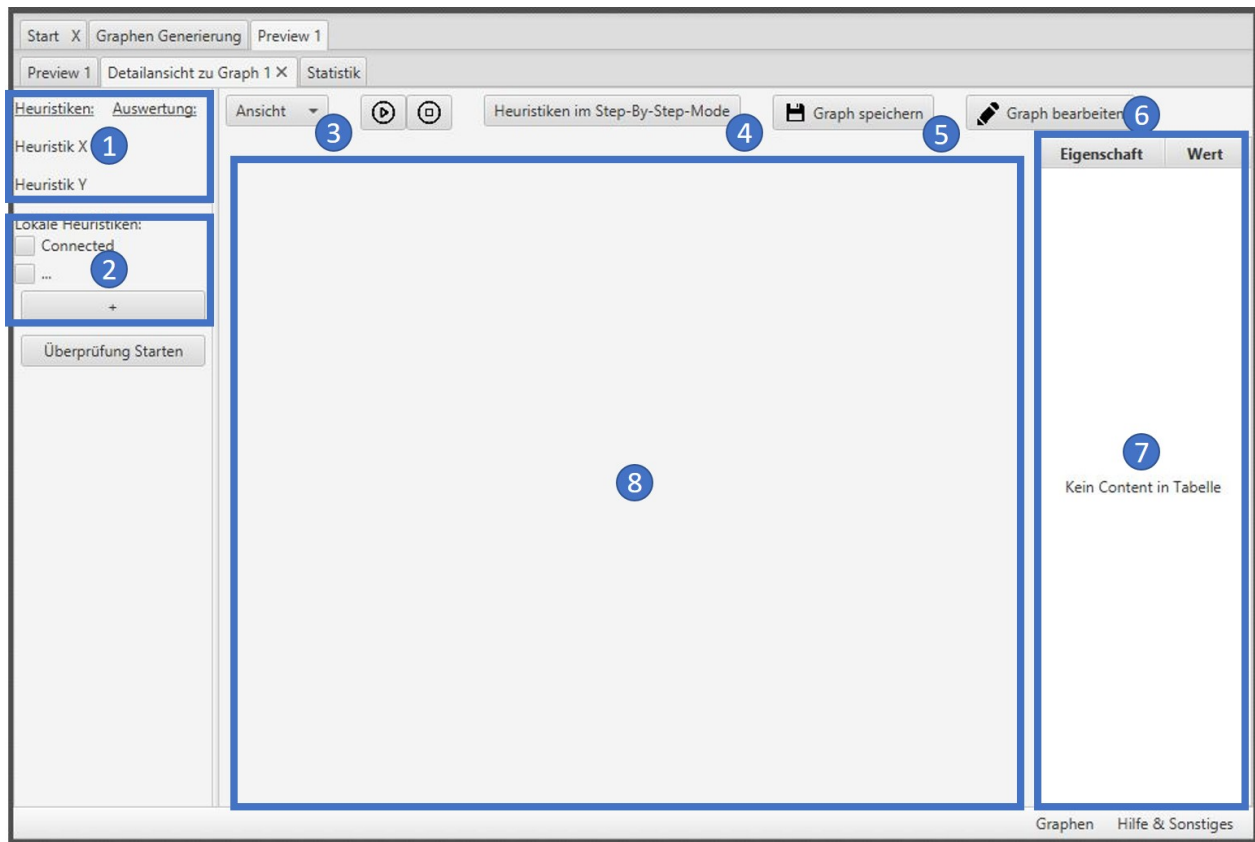 Start X Graphen Generierung Preview 1
Preview 1 Detailansicht zu Graph 1 X Statistik
Heuristiken: Auswertung:
Heuristik X 1
Heuristik Y
Lokale Heuristiken:
Connected
... 2
+
Überprüfung Starten
Ansicht 3 Heuristiken im Step-By-Step-Mode 4 Graph speichern 5 Graph bearbeiten 6
8
Eigenschaft Wert
7
Kein Content in Tabelle
Graphen Hilfe & Sonstiges